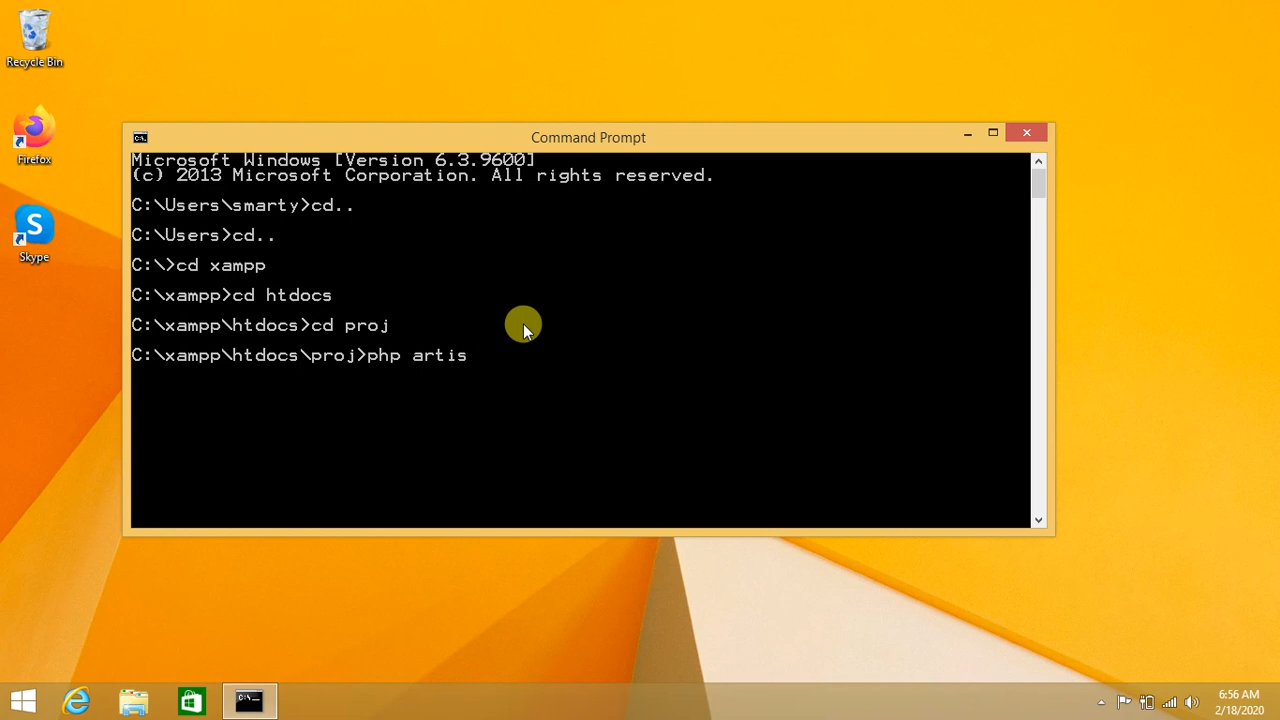 Recycle Bin
Firefox
Skype
Command Prompt
C:\.
Microsoft Windows [Version 6.3.9600]
(c) 2013 Microsoft Corporation. All rights reserved.
C:\Users\smarty>cd..
C:\Users>cd..
C:\>cd xampp
C:\xampp>cd htdocs
C:\xampp\htdocs>cd proj
C:\xampp\htdocs\proj>php artis
6:56 AM
2/18/2020